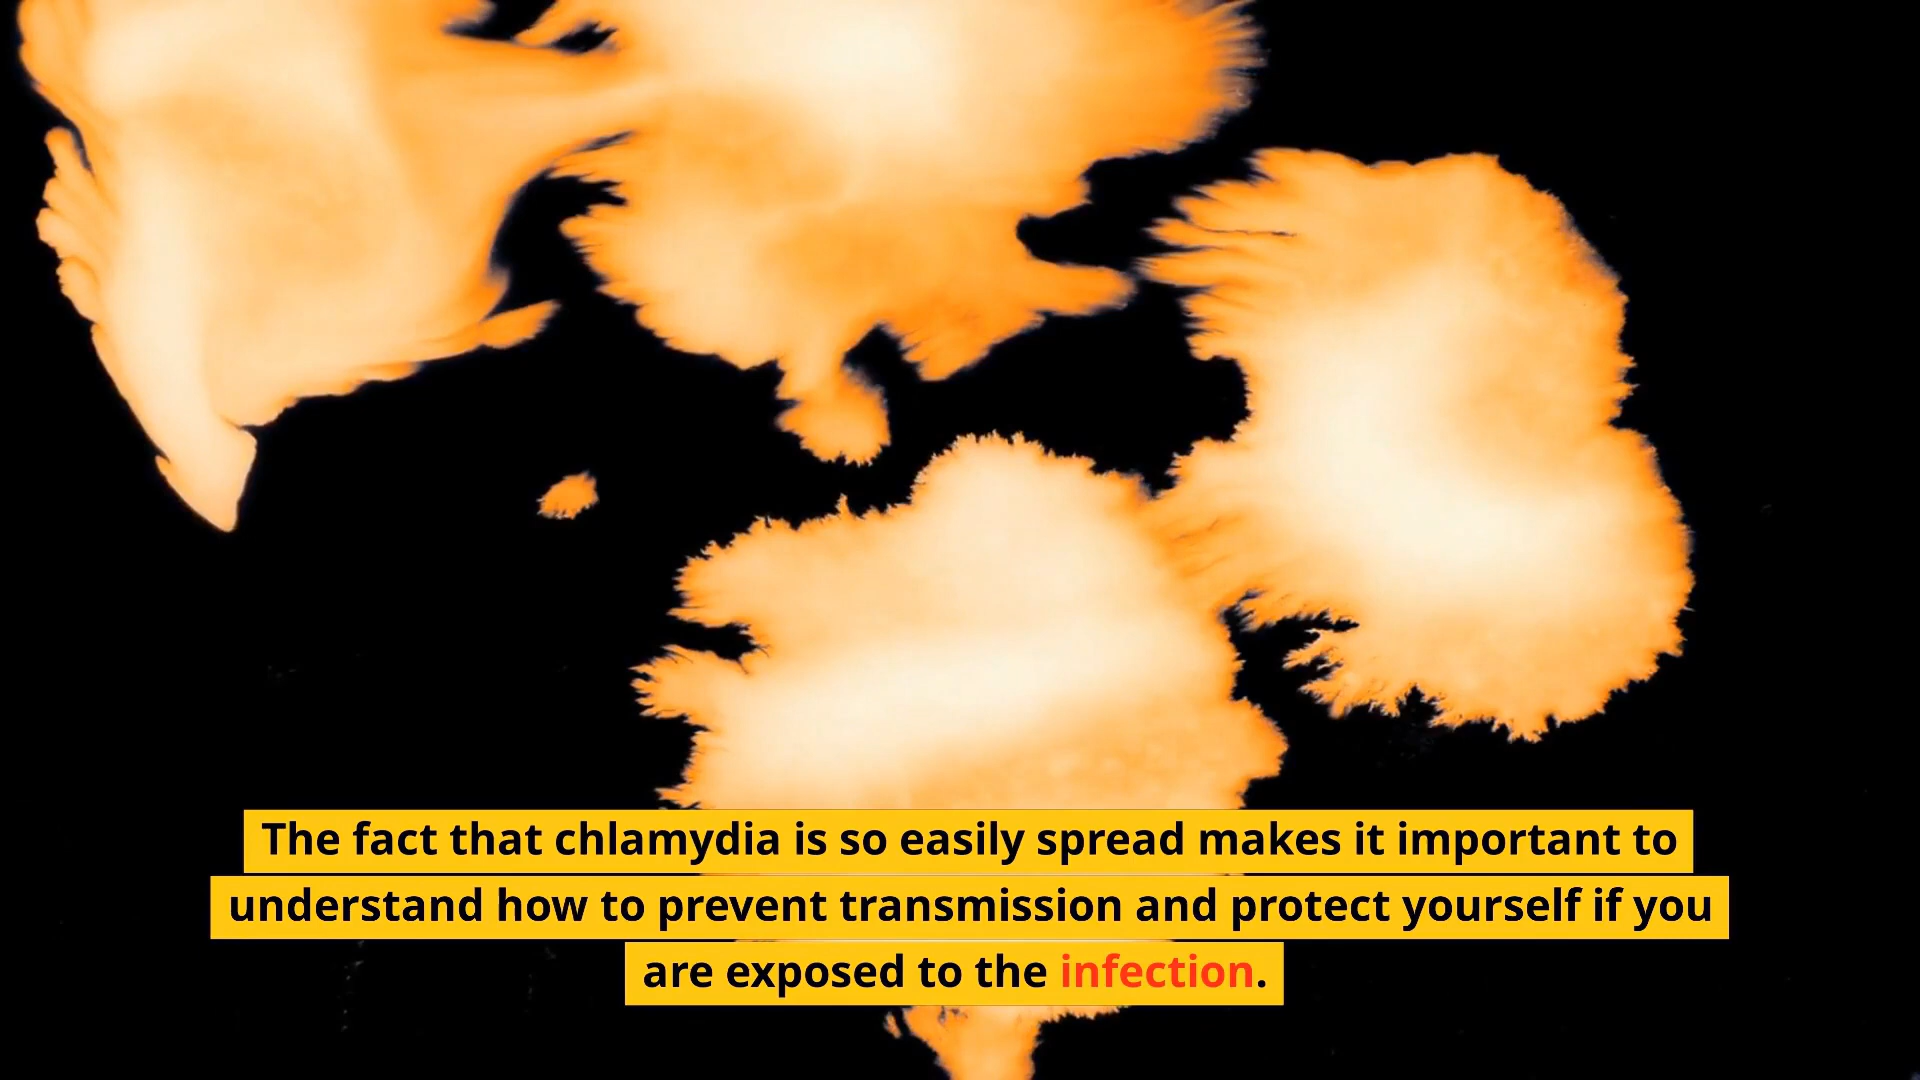 The fact that chlamydia is so easily spread makes it important to
understand how to prevent transmission and protect yourself if you
are exposed to the infection.